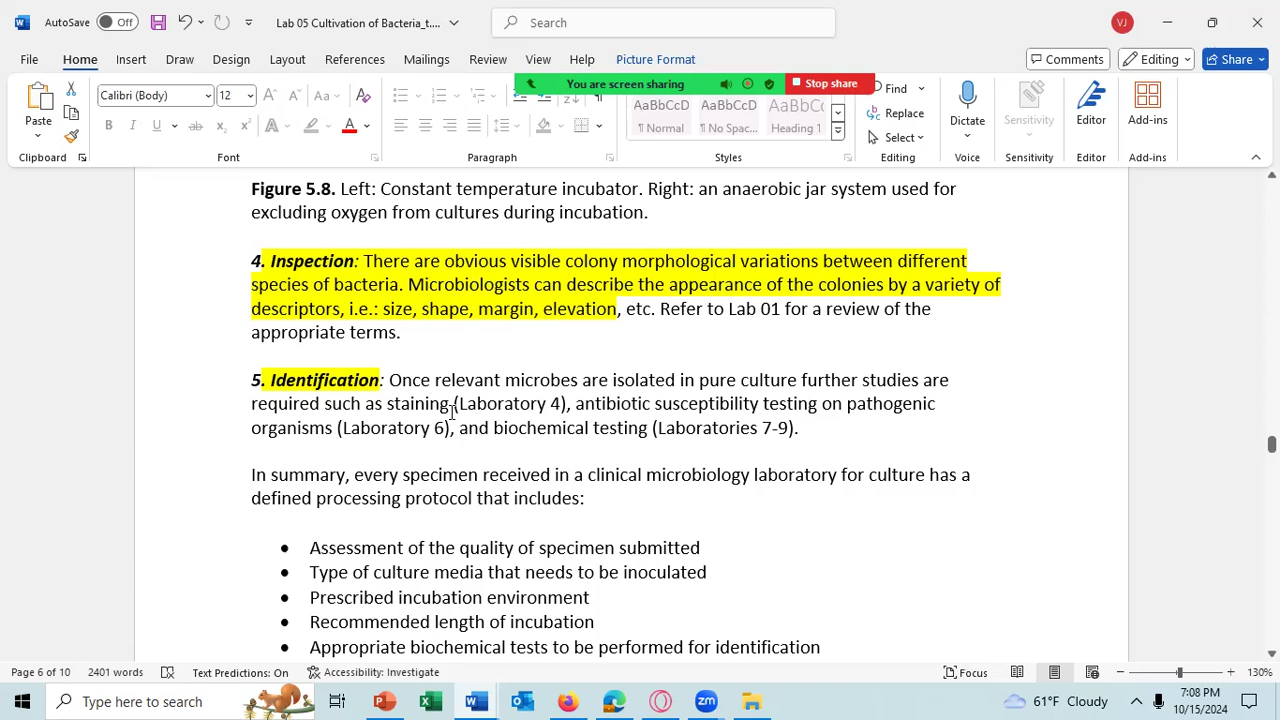 AutoSave Off Lab 05 Cultivation of Bacteria_t.... Search VJ
File Home Insert Draw Design Layout References Mailings Review View Help Picture Format Comments Editing Share
You are screen sharing Stop share
Calibri (Body) 12 Aa Find
Paste AaBbCcD AaBbCcD AaBbC Replace Dictate Sensitivity Editor Add-ins
B I U ab x₂ x² A A Normal No Spac... Heading 1 Select
Clipboard Font Paragraph Styles Editing Voice Sensitivity Editor Add-ins
Figure 5.8. Left: Constant temperature incubator. Right: an anaerobic jar system used for
excluding oxygen from cultures during incubation.
4. Inspection: There are obvious visible colony morphological variations between different
species of bacteria. Microbiologists can describe the appearance of the colonies by a variety of
descriptors, i.e.: size, shape, margin, elevation, etc. Refer to Lab 01 for a review of the
appropriate terms.
5. Identification: Once relevant microbes are isolated in pure culture further studies are
required such as staining (Laboratory 4), antibiotic susceptibility testing on pathogenic
organisms (Laboratory 6), and biochemical testing (Laboratories 7-9).
In summary, every specimen received in a clinical microbiology laboratory for culture has a
defined processing protocol that includes:
• Assessment of the quality of specimen submitted
• Type of culture media that needs to be inoculated
• Prescribed incubation environment
• Recommended length of incubation
• Appropriate biochemical tests to be performed for identification
Page 6 of 10 2401 words Text Predictions: On Accessibility: Investigate Focus 130%
Type here to search 61°F Cloudy 7:08 PM
10/15/2024